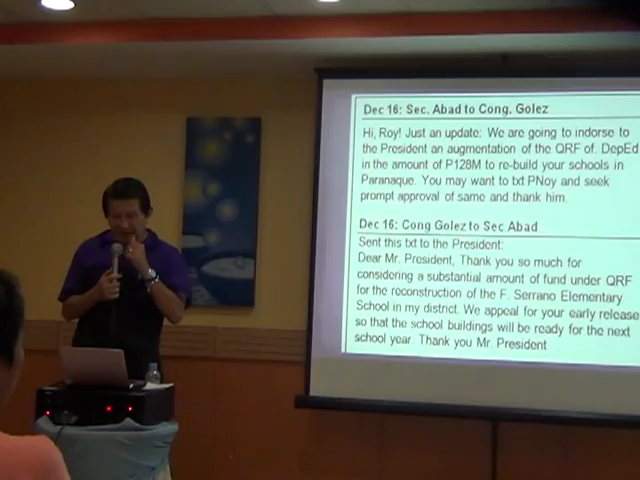 Dec 16: Sec. Abad to Cong. Golez
Hi, Roy! Just an update: We are going to indorse to
the President an augmentation of the QRF of. DepEd
in the amount of P128M to re-build your schools in
Paranaque. You may want to txt PNoy and seek
prompt approval of same and thank him.
Dec 16: Cong Golez to Sec Abad
Sent this txt to the President:
Dear Mr. President, Thank you so much for
considering a substantial amount of fund under QRF
for the reconstruction of the F. Serrano Elementary
School in my district. We appeal for your early release
so that the school buildings will be ready for the next
school year. Thank you Mr. President